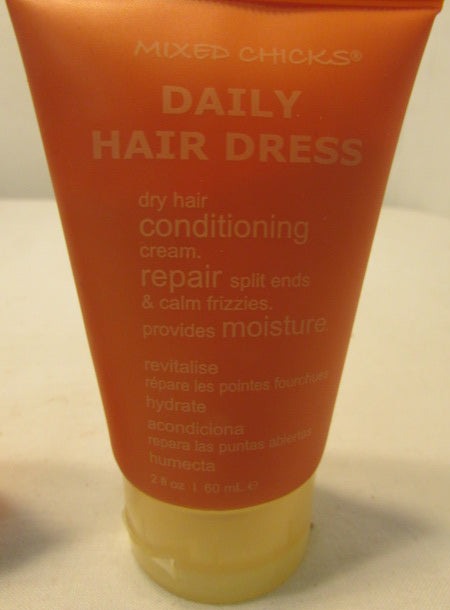 MIXED CHICKS®
DAILY
HAIR DRESS
dry hair
conditioning
cream.
repair split ends
& calm frizzies.
provides moisture
revitalise
répare les pointes fourchues
hydrate
acondiciona
repara las puntas abiertas
humecta
2 fl oz | 60 mL ℮